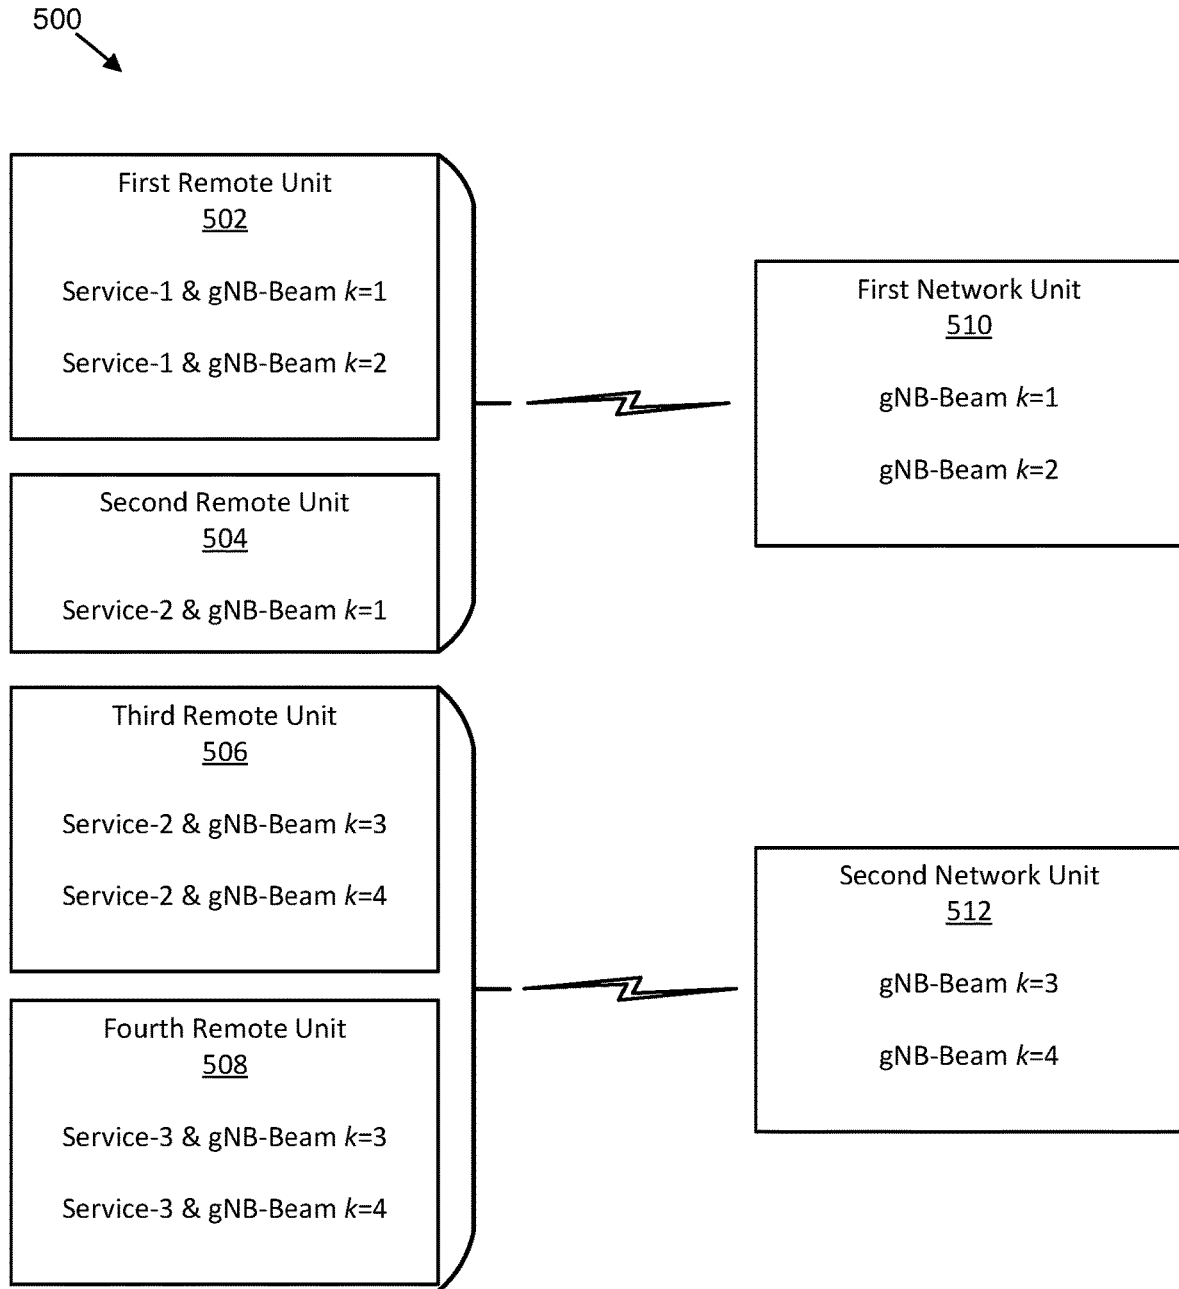 500
First Remote Unit
502
Service-1 & gNB-Beam k=1
Service-1 & gNB-Beam k=2
Second Remote Unit
504
Service-2 & gNB-Beam k=1
Third Remote Unit
506
Service-2 & gNB-Beam k=3
Service-2 & gNB-Beam k=4
Fourth Remote Unit
508
Service-3 & gNB-Beam k=3
Service-3 & gNB-Beam k=4
First Network Unit
510
gNB-Beam k=1
gNB-Beam k=2
Second Network Unit
512
gNB-Beam k=3
gNB-Beam k=4